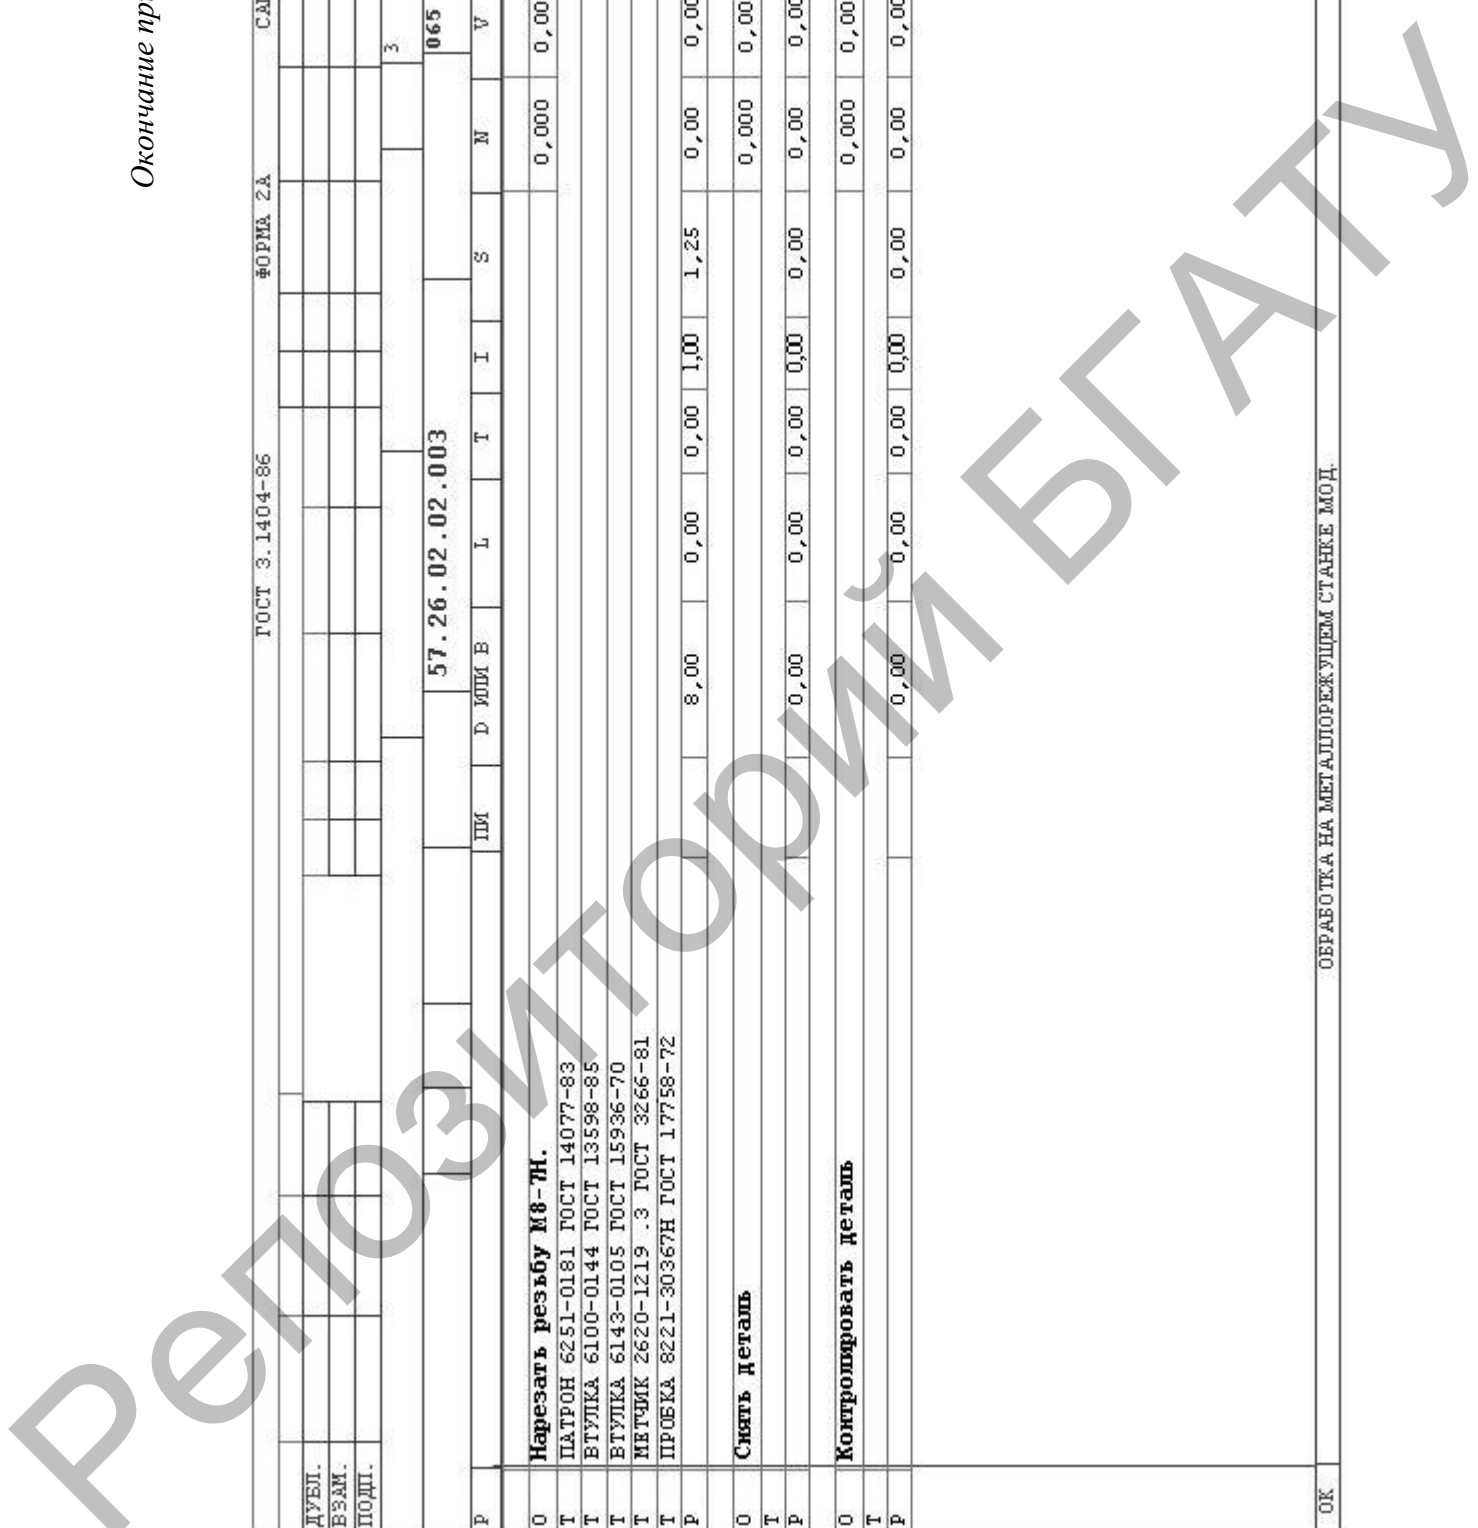 Окончание пр
ГОСТ 3.1404-86 ФОРМА 2А
ДУБЛ.
ВЗАМ.
ПОДП.
3
57.26.02.02.003 065
Р ПИ D ИЛИ В L T I S N V
О Нарезать резьбу М8-7Н. 0,000 0,00
Т ПАТРОН 6251-0181 ГОСТ 14077-83
Т ВТУЛКА 6100-0144 ГОСТ 13598-85
Т ВТУЛКА 6143-0105 ГОСТ 15936-70
Т МЕТЧИК 2620-1219 .3 ГОСТ 3266-81
Т ПРОБКА 8221-30367Н ГОСТ 17758-72
Р 8,00 0,00 0,00 1,00 1,25 0,00 0,00
О Снять деталь 0,000 0,00
Т
Р 0,00 0,00 0,00 0,00 0,00 0,00 0,00
О Контролировать деталь 0,000 0,00
Т
Р 0,00 0,00 0,00 0,00 0,00 0,00 0,00
ОК ОБРАБОТКА НА МЕТАЛЛОРЕЖУЩЕМ СТАНКЕ МОД.
Репозиторий БГАТУ